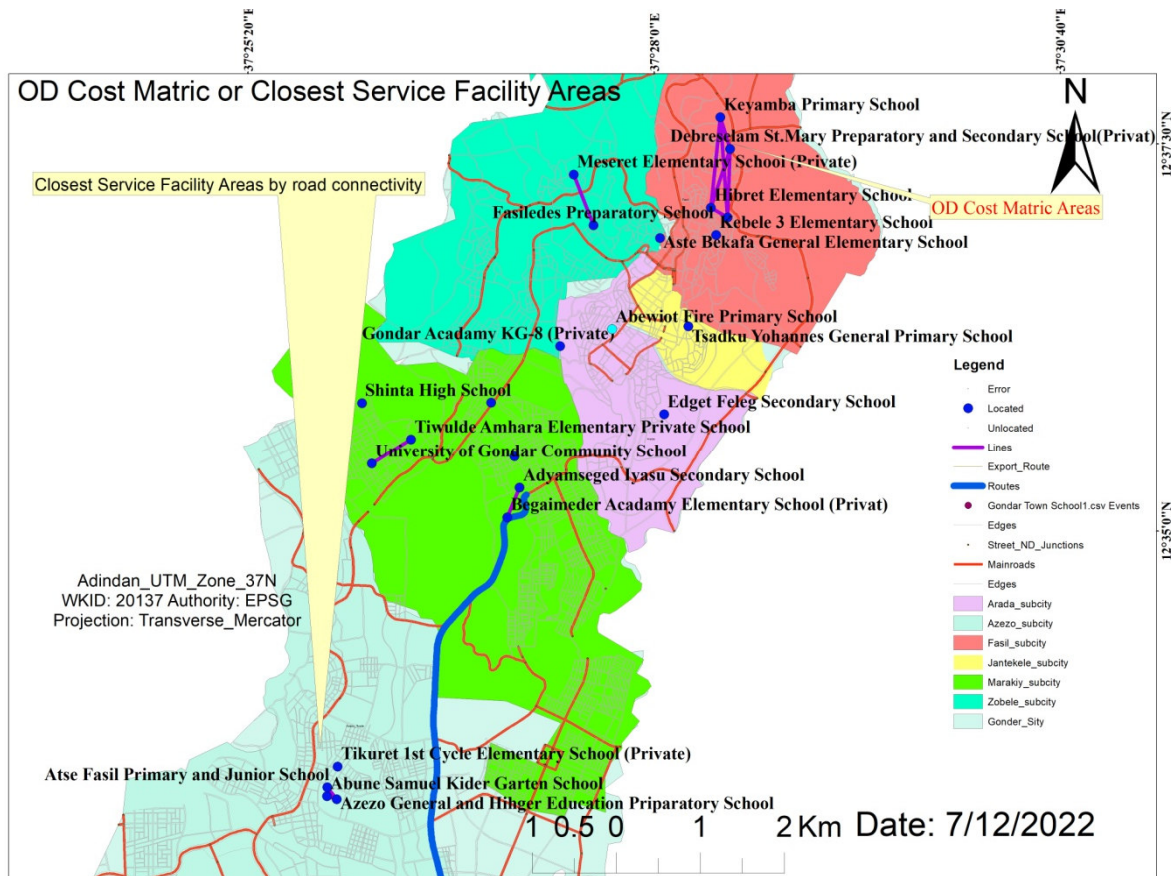 37°25'20"E
37°28'0"E
37°30'40"E
OD Cost Matric or Closest Service Facility Areas
N
Keyamba Primary School
Debreselam St.Mary Preparatory and Secondary School(Privat)
12°37'30"N
Meseret Elementary Schooi (Private)
Closest Service Facility Areas by road connectivity
Hibret Elementary School
OD Cost Matric Areas
Fasiledes Preparatory School
Kebele 3 Elementary School
Aste Bekafa General Elementary School
Abewiot Fire Primary School
Gondar Acadamy KG-8 (Private)
Tsadku Yohannes General Primary School
Shinta High School
Edget Feleg Secondary School
Tiwulde Amhara Elementary Private School
University of Gondar Community School
Adyamseged Iyasu Secondary School
Begaimeder Acadamy Elementary School (Privat)
12°35'0"N
Legend
Error
Located
Unlocated
Lines
Export_Route
Routes
Gondar Town School1.csv Events
Edges
Street_ND_Junctions
Mainroads
Edges
Arada_subcity
Azezo_subcity
Fasil_subcity
Jantekele_subcity
Marakiy_subcity
Zobele_subcity
Gonder_Sity
Adindan_UTM_Zone_37N
WKID: 20137 Authority: EPSG
Projection: Transverse_Mercator
Tikuret 1st Cycle Elementary School (Private)
Atse Fasil Primary and Junior School
Abune Samuel Kider Garten School
Azezo General and Hihger Education Priparatory School
1 0.5 0 1 2 Km
Date: 7/12/2022